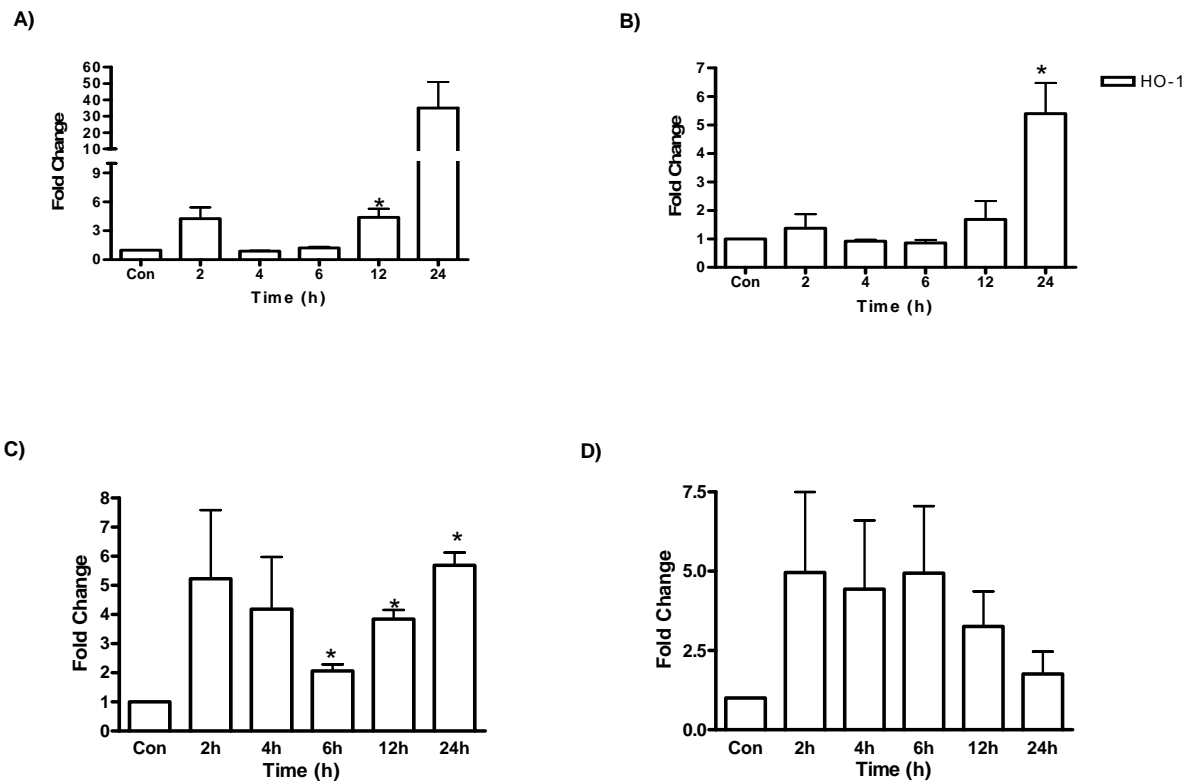 A)
Fold Change
60
50
40
30
20
10
9
6
3
0
*
Con 2 4 6 12 24
Time (h)
B)
Fold Change
7
6
5
4
3
2
1
0
*
Con 2 4 6 12 24
Time (h)
HO-1
C)
Fold Change
8
7
6
5
4
3
2
1
0
* * *
Con 2h 4h 6h 12h 24h
Time (h)
D)
Fold Change
7.5
5.0
2.5
0.0
Con 2h 4h 6h 12h 24h
Time (h)